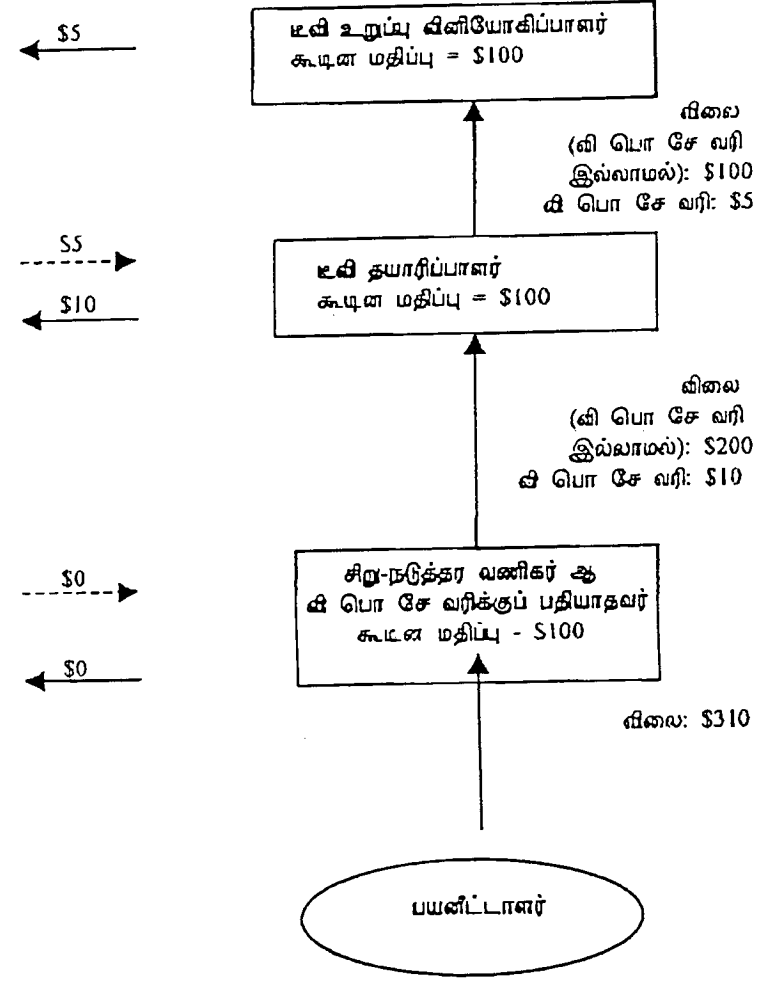 $5
டீவி உறுப்பு வினியோகிப்பாளர்
கூடின மதிப்பு = $100
விலை
(வி பொ சே வரி
இல்லாமல்): $100
வி பொ சே வரி: $5
$5
$10
டீவி தயாரிப்பாளர்
கூடின மதிப்பு = $100
விலை
(வி பொ சே வரி
இல்லாமல்): $200
வி பொ சே வரி: $10
$0
$0
சிறு-நடுத்தர வணிகர் ஆ
வி பொ சே வரிக்குப் பதியாதவர்
கூடின மதிப்பு - $100
விலை: $310
பயனீட்டாளர்